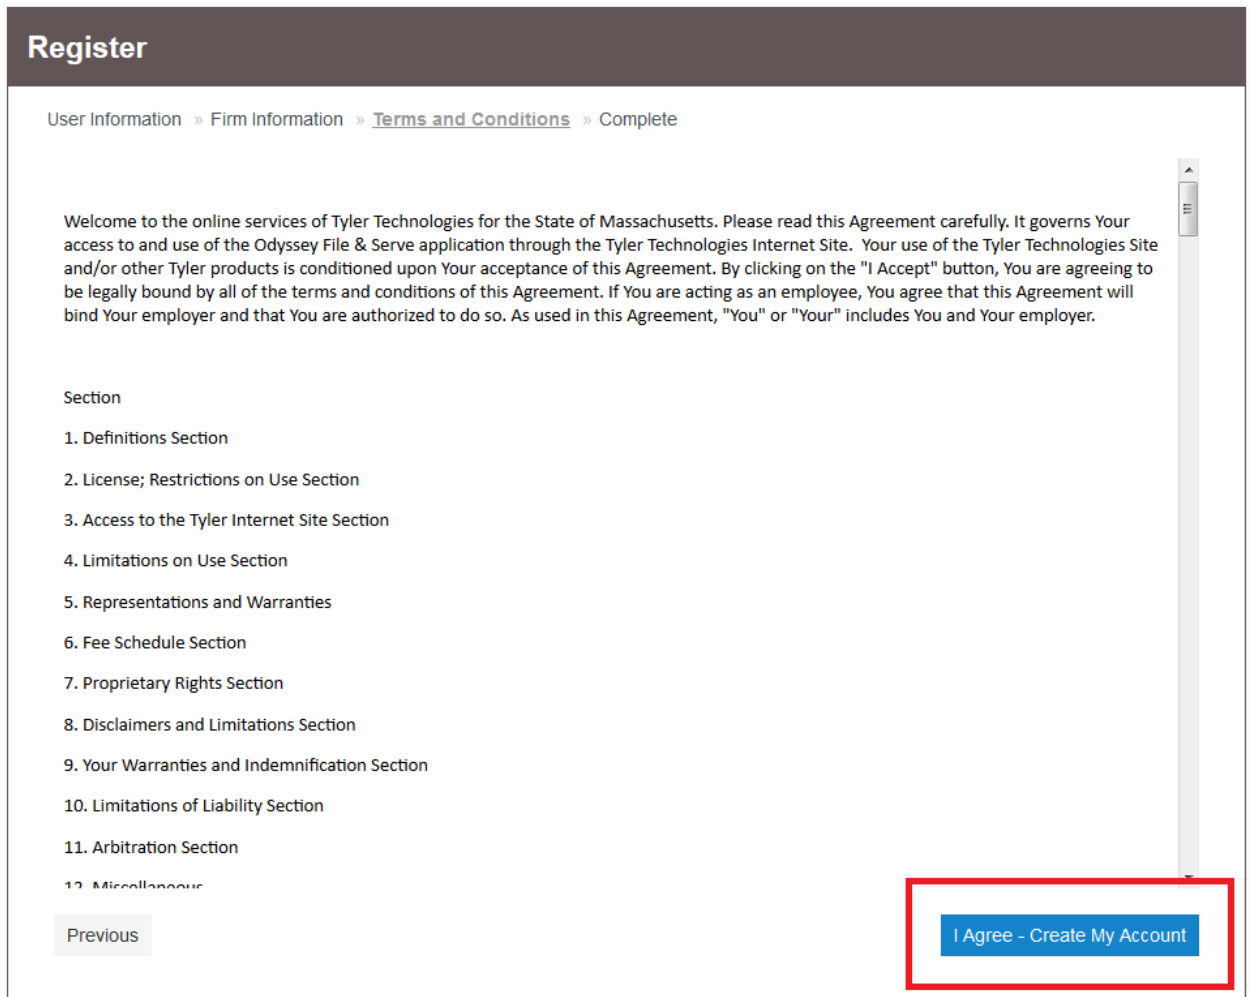 Register
User Information » Firm Information » Terms and Conditions » Complete
Welcome to the online services of Tyler Technologies for the State of Massachusetts. Please read this Agreement carefully. It governs Your
access to and use of the Odyssey File & Serve application through the Tyler Technologies Internet Site.  Your use of the Tyler Technologies Site
and/or other Tyler products is conditioned upon Your acceptance of this Agreement. By clicking on the "I Accept" button, You are agreeing to
be legally bound by all of the terms and conditions of this Agreement. If You are acting as an employee, You agree that this Agreement will
bind Your employer and that You are authorized to do so. As used in this Agreement, "You" or "Your" includes You and Your employer.
Section
1. Definitions Section
2. License; Restrictions on Use Section
3. Access to the Tyler Internet Site Section
4. Limitations on Use Section
5. Representations and Warranties
6. Fee Schedule Section
7. Proprietary Rights Section
8. Disclaimers and Limitations Section
9. Your Warranties and Indemnification Section
10. Limitations of Liability Section
11. Arbitration Section
12. Miscellaneous
Previous
I Agree - Create My Account